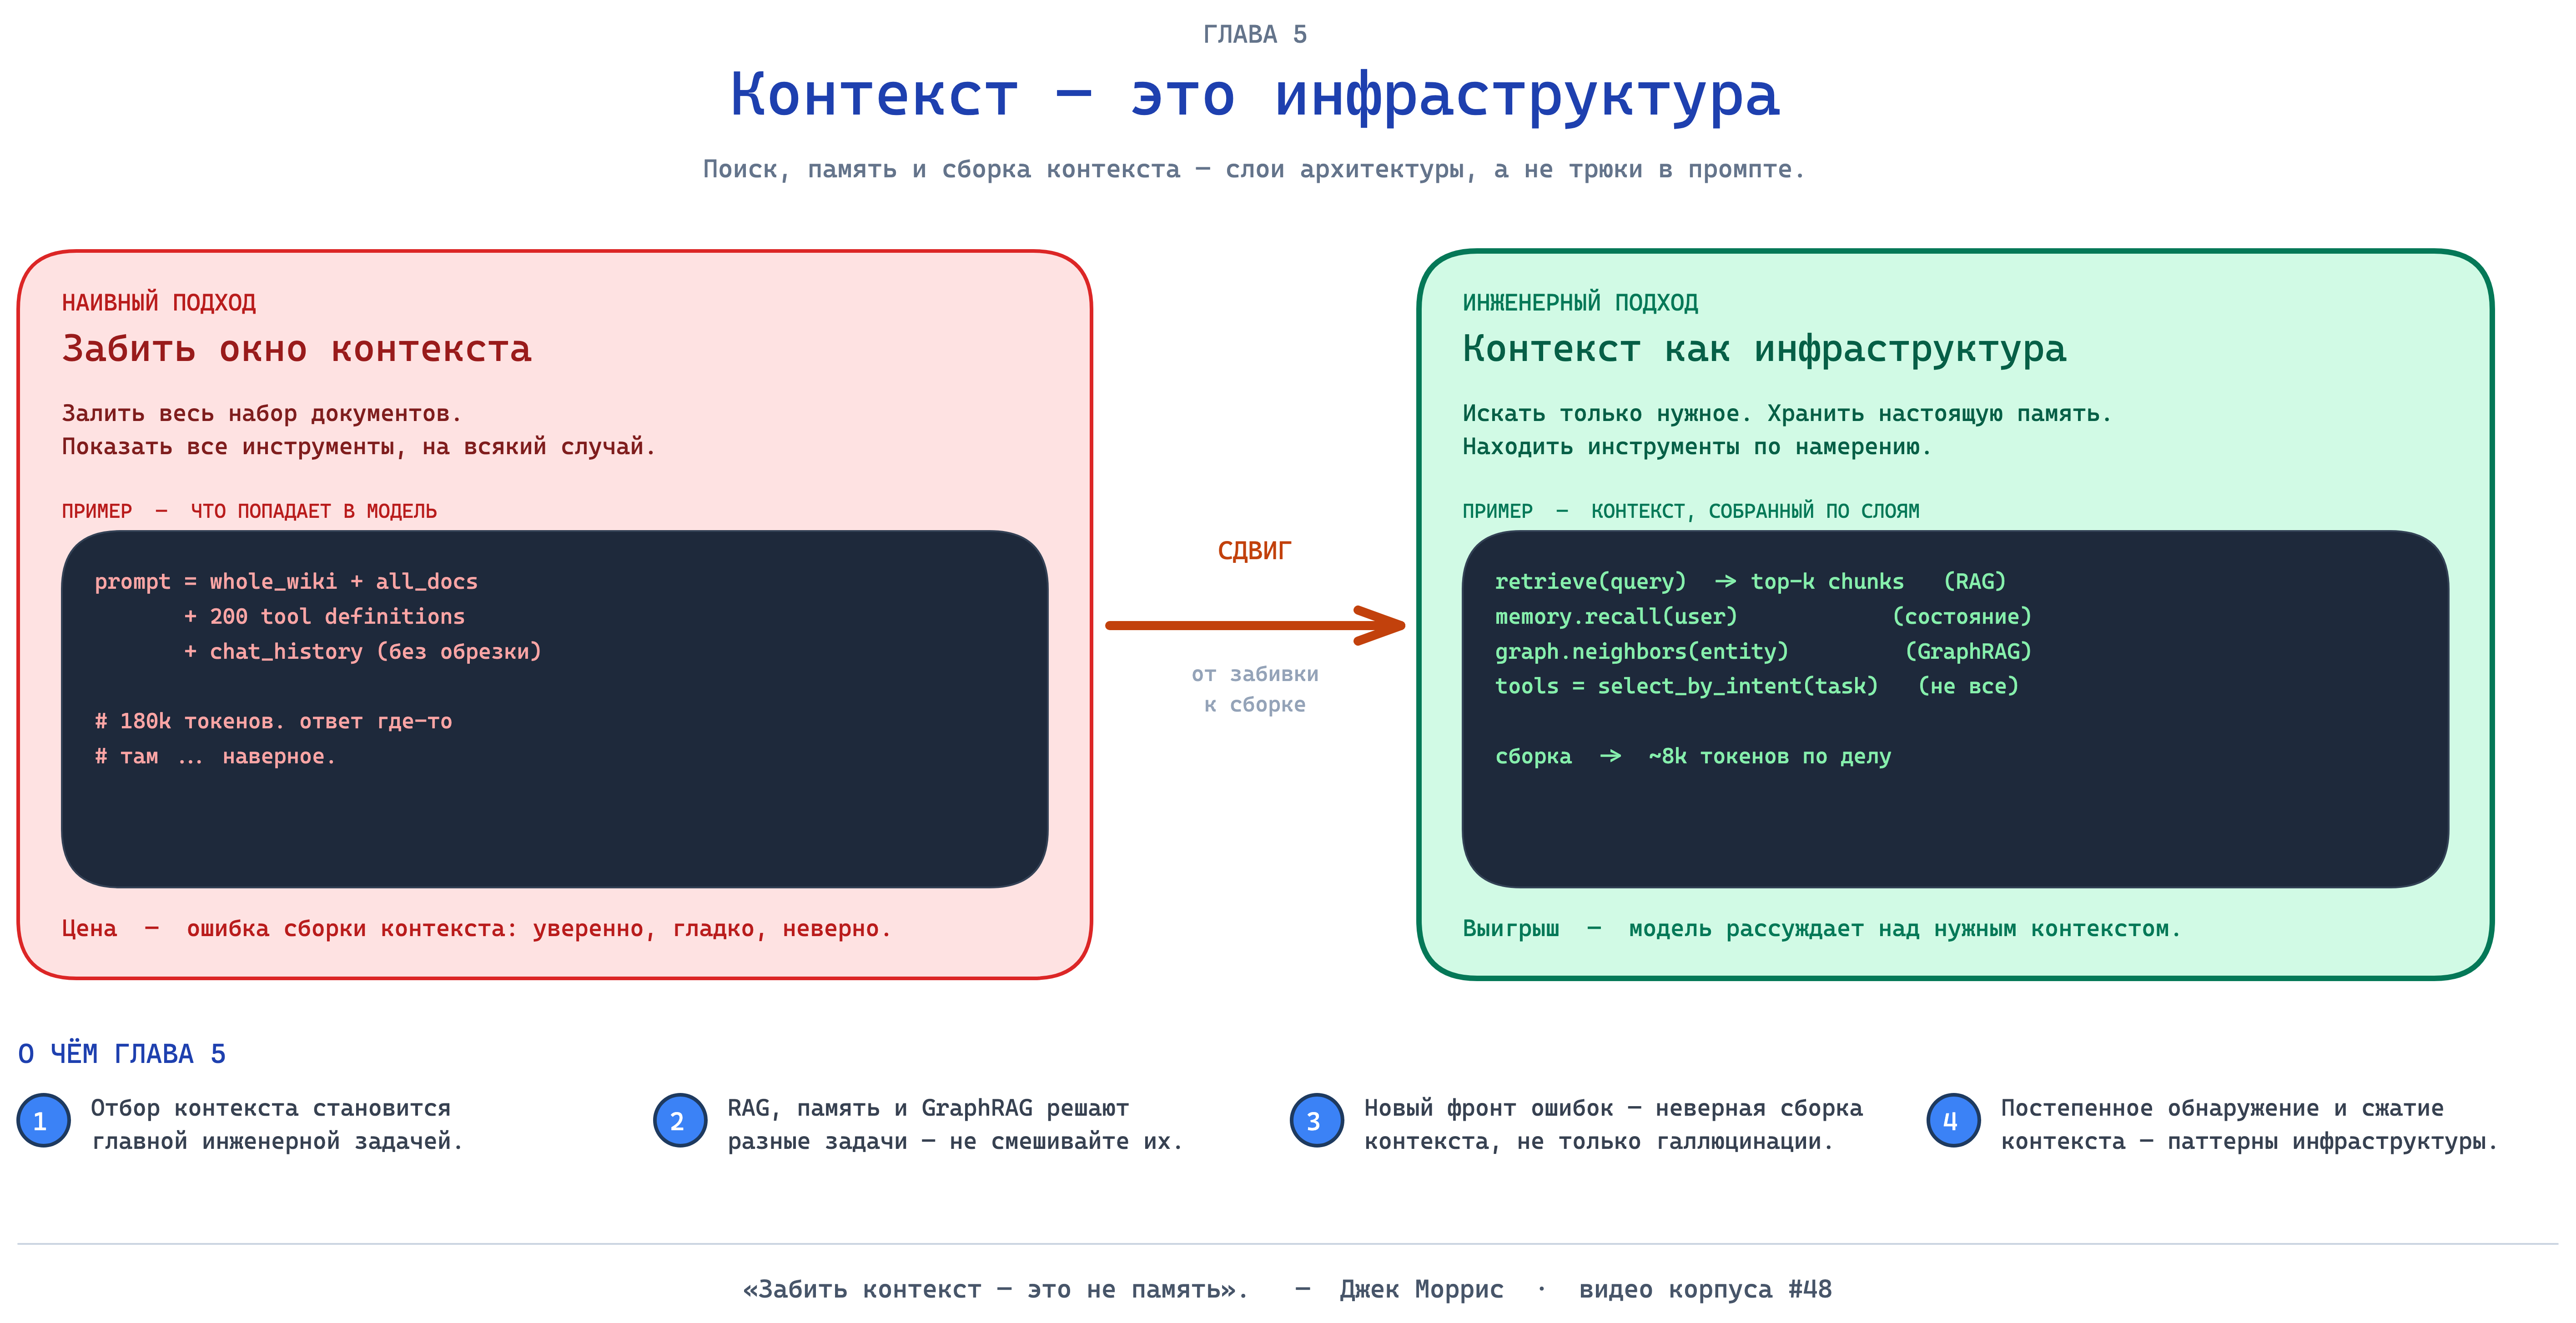 ГЛАВА 5
Контекст — это инфраструктура
Поиск, память и сборка контекста — слои архитектуры, а не трюки в промпте.
НАИВНЫЙ ПОДХОД
Забить окно контекста
Залить весь набор документов.
Показать все инструменты, на всякий случай.
ПРИМЕР — ЧТО ПОПАДАЕТ В МОДЕЛЬ
prompt = whole_wiki + all_docs
+ 200 tool definitions
+ chat_history (без обрезки)
# 180k токенов. ответ где-то
# там ... наверное.
Цена — ошибка сборки контекста: уверенно, гладко, неверно.
СДВИГ
от забивки
к сборке
ИНЖЕНЕРНЫЙ ПОДХОД
Контекст как инфраструктура
Искать только нужное. Хранить настоящую память.
Находить инструменты по намерению.
ПРИМЕР — КОНТЕКСТ, СОБРАННЫЙ ПО СЛОЯМ
retrieve(query) → top-k chunks (RAG)
memory.recall(user) (состояние)
graph.neighbors(entity) (GraphRAG)
tools = select_by_intent(task) (не все)
сборка → ~8k токенов по делу
Выигрыш — модель рассуждает над нужным контекстом.
О ЧЁМ ГЛАВА 5
1 Отбор контекста становится
главной инженерной задачей.
2 RAG, память и GraphRAG решают
разные задачи — не смешивайте их.
3 Новый фронт ошибок — неверная сборка
контекста, не только галлюцинации.
4 Постепенное обнаружение и сжатие
контекста — паттерны инфраструктуры.
«Забить контекст — это не память». — Джек Моррис · видео корпуса #48